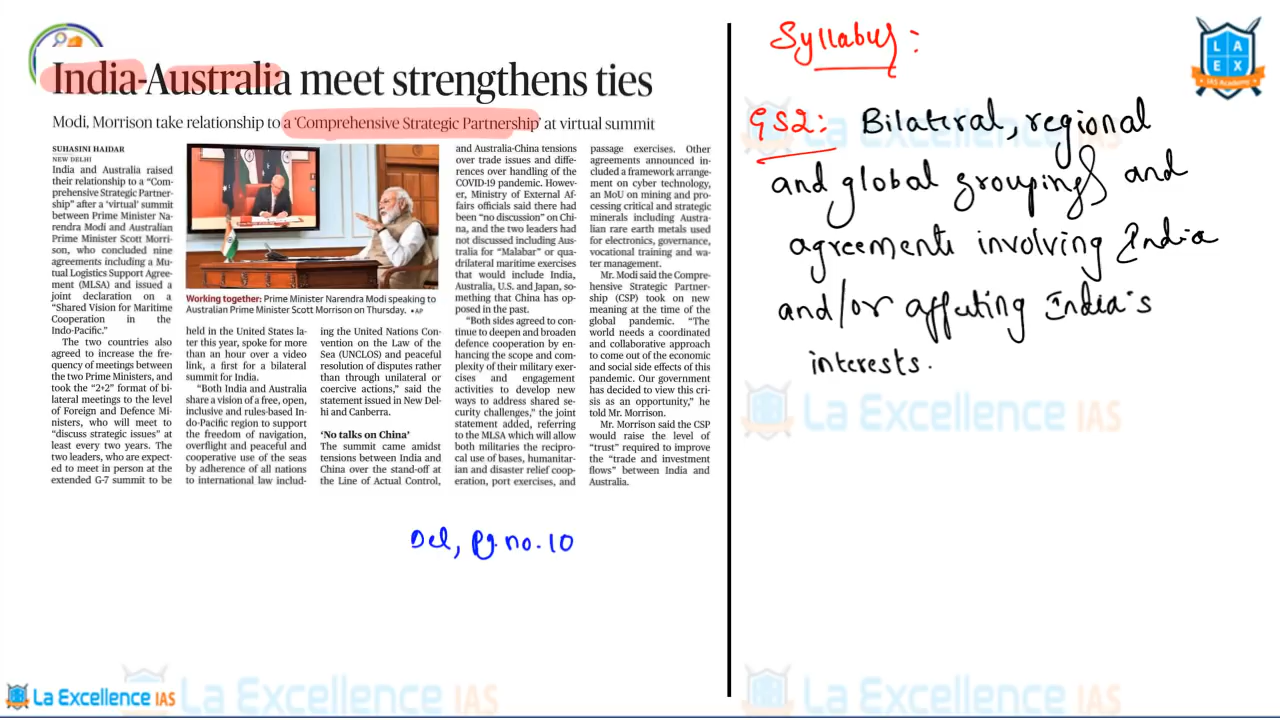 India-Australia meet strengthens ties
Modi, Morrison take relationship to a ‘Comprehensive Strategic Partnership’ at virtual summit
SUHASINI HAIDAR
NEW DELHI
India and Australia raised
their relationship to a “Com-
prehensive Strategic Partner-
ship” after a ‘virtual’ summit
between Prime Minister Na-
rendra Modi and Australian
Prime Minister Scott Morri-
son, who concluded nine
agreements including a Mu-
tual Logistics Support Agree-
ment (MLSA) and issued a
joint declaration on a
“Shared Vision for Maritime
Cooperation in the
Indo-Pacific.”
The two countries also
agreed to increase the fre-
quency of meetings between
the two Prime Ministers, and
took the “2+2” format of bi-
lateral meetings to the level
of Foreign and Defence Mi-
nisters, who will meet to
“discuss strategic issues” at
least every two years. The
two leaders, who are expect-
ed to meet in person at the
extended G-7 summit to be
Working together: Prime Minister Narendra Modi speaking to
Australian Prime Minister Scott Morrison on Thursday. •AP
held in the United States la-
ter this year, spoke for more
than an hour over a video
link, a first for a bilateral
summit for India.
“Both India and Australia
share a vision of a free, open,
inclusive and rules-based In-
do-Pacific region to support
the freedom of navigation,
overflight and peaceful and
cooperative use of the seas
by adherence of all nations
to international law includ-
ing the United Nations Con-
vention on the Law of the
Sea (UNCLOS) and peaceful
resolution of disputes rather
than through unilateral or
coercive actions,” said the
statement issued in New Del-
hi and Canberra.
‘No talks on China’
The summit came amidst
tensions between India and
China over the stand-off at
the Line of Actual Control,
and Australia-China tensions
over trade issues and diffe-
rences over handling of the
COVID-19 pandemic. Howev-
er, Ministry of External Af-
fairs officials said there had
been “no discussion” on Chi-
na, and the two leaders had
not discussed including Aus-
tralia for “Malabar” or qua-
drilateral maritime exercises
that would include India,
Australia, U.S. and Japan, so-
mething that China has op-
posed in the past.
“Both sides agreed to con-
tinue to deepen and broaden
defence cooperation by en-
hancing the scope and com-
plexity of their military exer-
cises and engagement
activities to develop new
ways to address shared se-
curity challenges,” the joint
statement added, referring
to the MLSA which will allow
both militaries the recipro-
cal use of bases, humanitar-
ian and disaster relief coop-
eration, port exercises, and
passage exercises. Other
agreements announced in-
cluded a framework arrange-
ment on cyber technology,
an MoU on mining and pro-
cessing critical and strategic
minerals including Austra-
lian rare earth metals used
for electronics, governance,
vocational training and wa-
ter management.
Mr. Modi said the Compre-
hensive Strategic Partner-
ship (CSP) took on new
meaning at the time of the
global pandemic. “The
world needs a coordinated
and collaborative approach
to come out of the economic
and social side effects of this
pandemic. Our government
has decided to view this cri-
sis as an opportunity,” he
told Mr. Morrison.
Mr. Morrison said the CSP
would raise the level of
“trust” required to improve
the “trade and investment
flows” between India and
Australia.
Del, Pg.no.10
Syllabus:
GS2: Bilateral, regional
and global groupings and
agreements involving India
and/or affecting India's
interests.
LAEX
IAS Academy
La Excellence IAS
La Excellence IAS
La Excellence IAS
La Excellence IAS